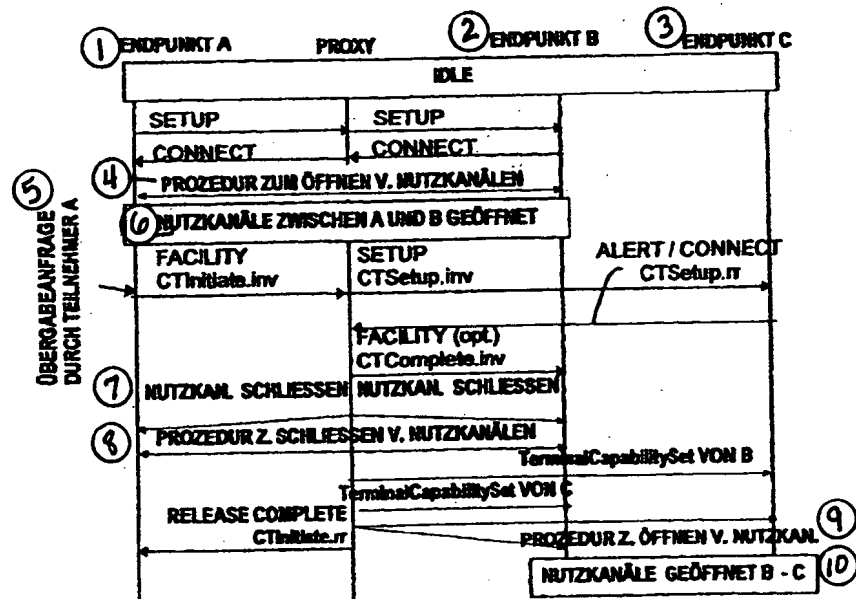 ① ENDPUNKT A PROXY ② ENDPUNKT B ③ ENDPUNKT C
IDLE
SETUP SETUP
CONNECT CONNECT
④ PROZEDUR ZUM ÖFFNEN V. NUTZKANÄLEN
⑤ ÜBERGABEANFRAGE
DURCH TEILNEHMER A
⑥ NUTZKANÄLE ZWISCHEN A UND B GEÖFFNET
FACILITY SETUP ALERT / CONNECT
CTInitiate.inv CTSetup.inv CTSetup.rr
FACILITY (opt.)
CTComplete.inv
⑦ NUTZKAN. SCHLIESSEN NUTZKAN. SCHLIESSEN
⑧ PROZEDUR Z. SCHLIESSEN V. NUTZKANÄLEN
TerminalCapabilitySet VON B
TerminalCapabilitySet VON C
RELEASE COMPLETE
CTInitiate.rr PROZEDUR Z. ÖFFNEN V. NUTZKAN. ⑨
NUTZKANÄLE GEÖFFNET B - C ⑩